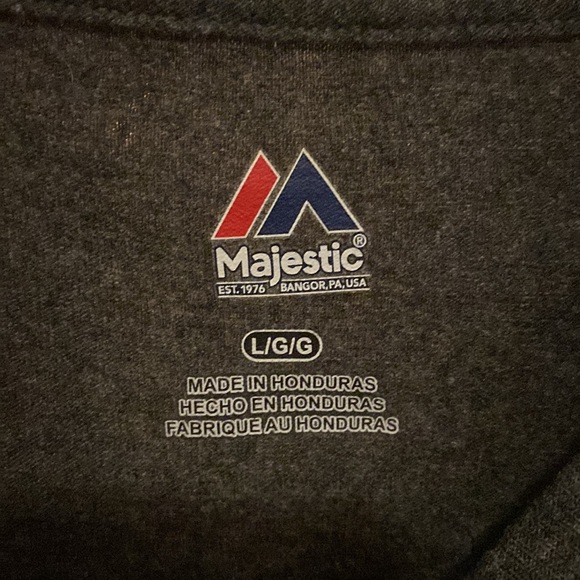 Majestic®
EST. 1976 BANGOR, PA, USA
L/G/G
MADE IN HONDURAS
HECHO EN HONDURAS
FABRIQUE AU HONDURAS